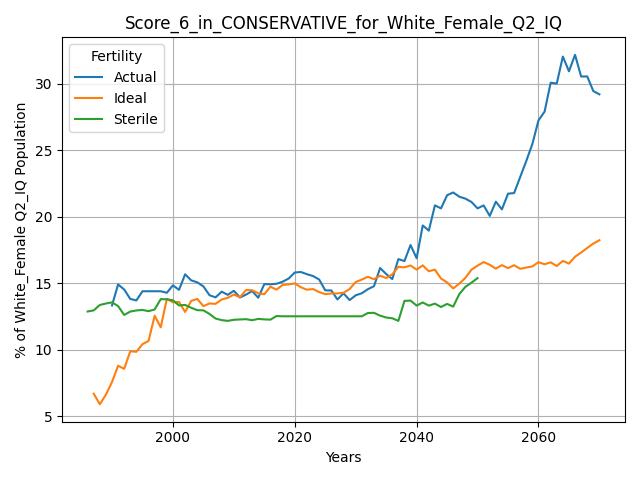 Score_6_in_CONSERVATIVE_for_White_Female_Q2_IQ
Fertility
Actual
Ideal
Sterile
% of White_Female Q2_IQ Population
30
25
20
15
10
5
2000 2020 2040 2060
Years